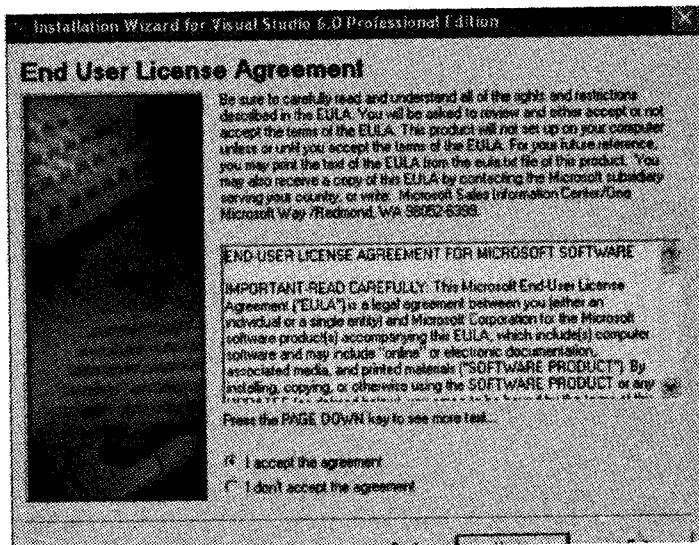 Installation Wizard for Visual Studio 6.0 Professional Edition
End User License Agreement
Be sure to carefully read and understand all of the rights and restrictions
described in the EULA. You will be asked to review and either accept or not
accept the terms of the EULA. This product will not set up on your computer
unless or until you accept the terms of the EULA. For your future reference,
you may print the text of the EULA from the eula.txt file of this product. You
may also receive a copy of this EULA by contacting the Microsoft subsidiary
serving your country, or write: Microsoft Sales Information Center/One
Microsoft Way /Redmond, WA 98052-6399.
END-USER LICENSE AGREEMENT FOR MICROSOFT SOFTWARE
IMPORTANT-READ CAREFULLY: This Microsoft End-User License
Agreement ("EULA") is a legal agreement between you (either an
individual or a single entity) and Microsoft Corporation for the Microsoft
software product(s) accompanying this EULA, which include(s) computer
software and may include "online" or electronic documentation,
associated media, and printed materials ("SOFTWARE PRODUCT"). By
installing, copying, or otherwise using the SOFTWARE PRODUCT or any
Press the PAGE DOWN key to see more text...
I accept the agreement
I don't accept the agreement